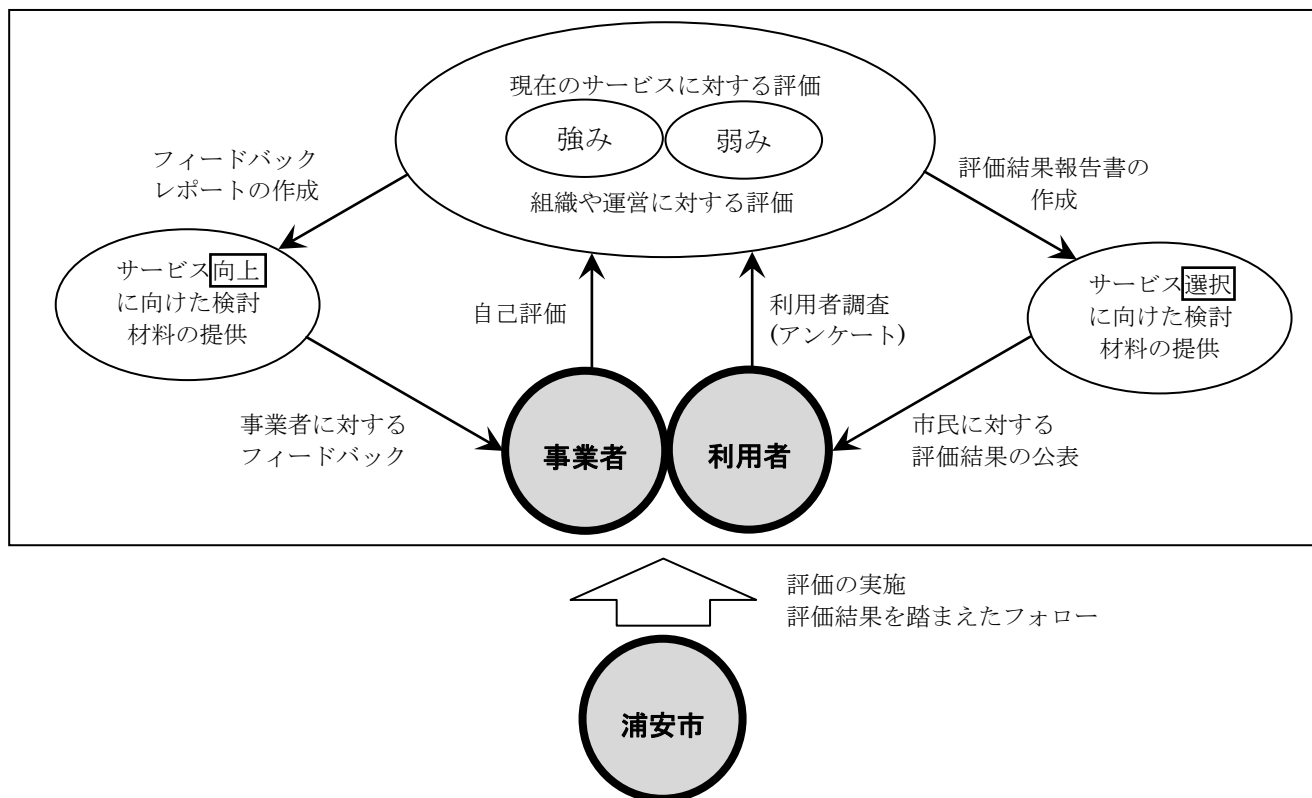 現在のサービスに対する評価
強み
弱み
組織や運営に対する評価
フィードバック
レポートの作成
評価結果報告書の
作成
サービス向上
に向けた検討
材料の提供
自己評価
利用者調査
(アンケート)
サービス選択
に向けた検討
材料の提供
事業者に対する
フィードバック
事業者
利用者
市民に対する
評価結果の公表
評価の実施
評価結果を踏まえたフォロー
浦安市